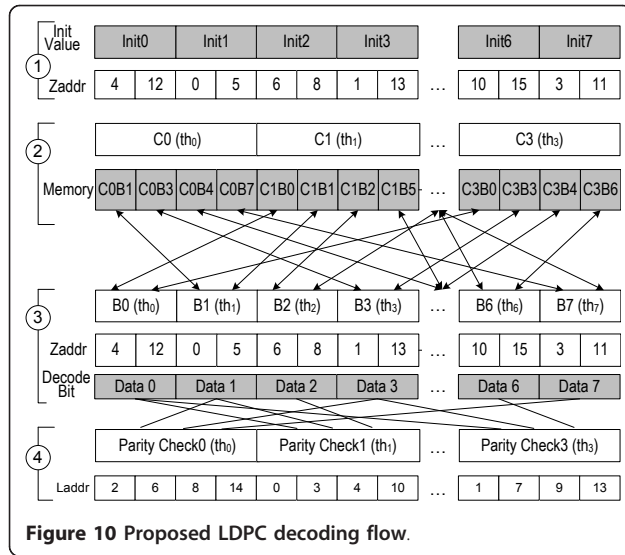 Init Value Init0 Init1 Init2 Init3 Init6 Init7
1
Zaddr 4 12 0 5 6 8 1 13 ... 10 15 3 11
2
C0 (th0) C1 (th1) ... C3 (th3)
Memory C0B1 C0B3 C0B4 C0B7 C1B0 C1B1 C1B2 C1B5 ... C3B0 C3B3 C3B4 C3B6
3
B0 (th0) B1 (th1) B2 (th2) B3 (th3) ... B6 (th6) B7 (th7)
Zaddr 4 12 0 5 6 8 1 13 ... 10 15 3 11
Decode Bit Data 0 Data 1 Data 2 Data 3 ... Data 6 Data 7
4
Parity Check0 (th0) Parity Check1 (th1) ... Parity Check3 (th3)
Laddr 2 6 8 14 0 3 4 10 ... 1 7 9 13
Figure 10 Proposed LDPC decoding flow.